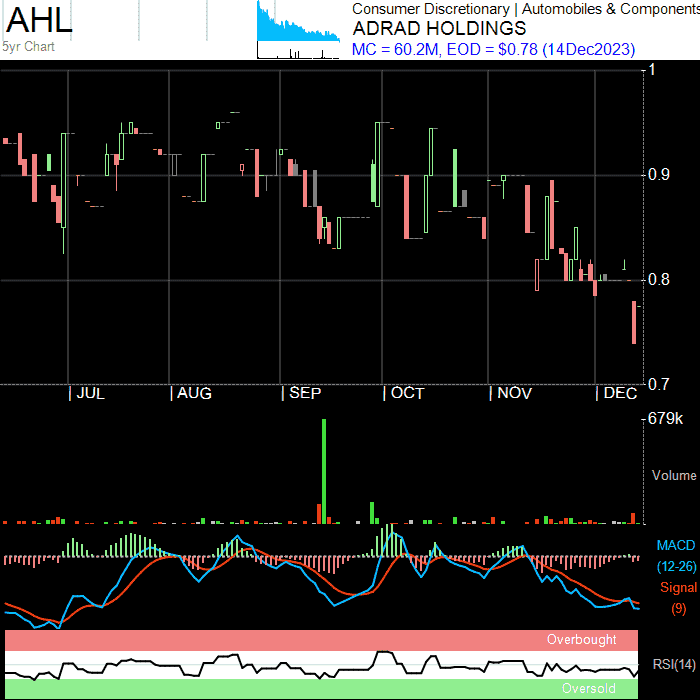 AHL
5yr Chart
Consumer Discretionary | Automobiles & Components
ADRAD HOLDINGS
MC = 60.2M, EOD = $0.78 (14Dec2023)
1
0.9
0.8
0.7
JUL AUG SEP OCT NOV DEC
679k
Volume
MACD
(12-26)
Signal
(9)
Overbought
RSI(14)
Oversold